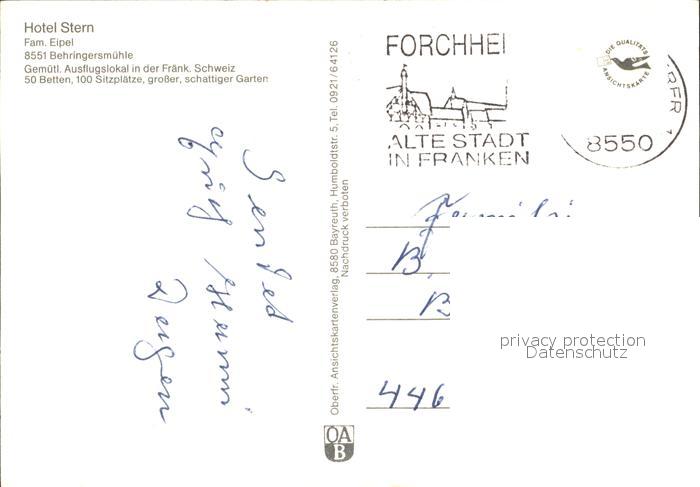 Hotel Stern
Fam. Eipel
8551 Behringersmühle
Gemütl. Ausflugslokal in der Fränk. Schweiz
50 Betten, 100 Sitzplätze, großer, schattiger Garten
Oberfr. Ansichtskartenverlag, 8580 Bayreuth, Humboldtstr. 5, Tel. 0921/64126
Nachdruck verboten
OA
B
FORCHHEI
ALTE STADT
IN FRANKEN
DIE QUALITÄTS
ANSICHTSKARTE
8550
B
446
privacy protection
Datenschutz